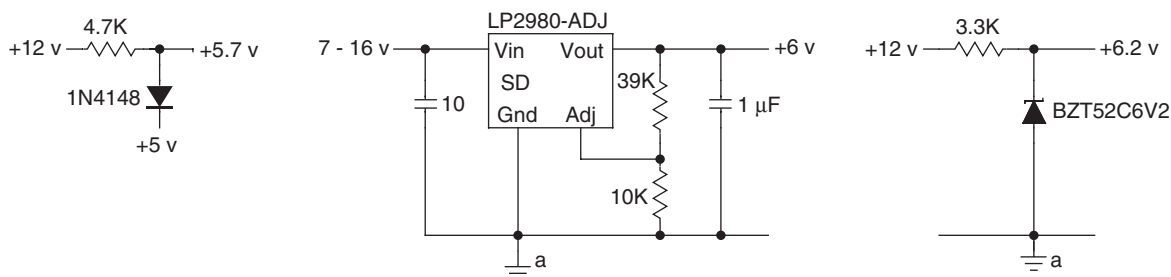 +12 v
4.7K
+5.7 v
1N4148
+5 v
LP2980-ADJ
7 - 16 v
Vin
Vout
SD
Gnd
Adj
10
39K
10K
1 μF
+6 v
a
+12 v
3.3K
+6.2 v
BZT52C6V2
a